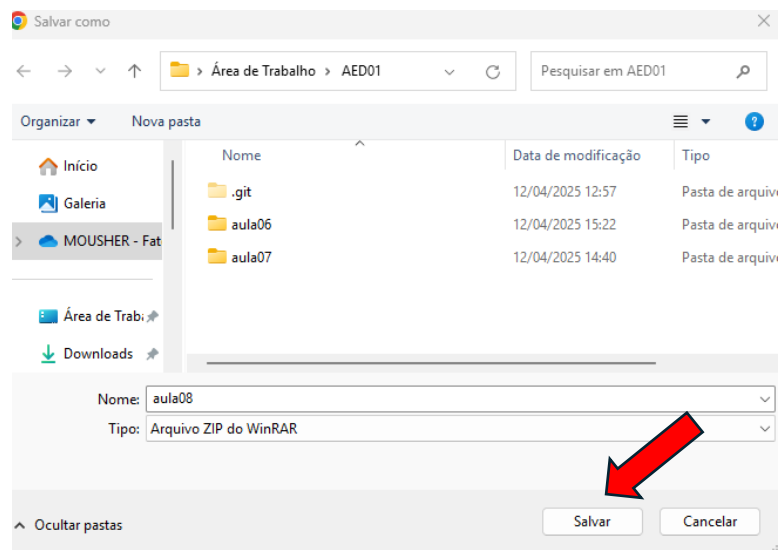 Salvar como
Área de Trabalho > AED01
Pesquisar em AED01
Organizar
Nova pasta
Nome
Data de modificação
Tipo
Início
Galeria
MOUSHER - Fat
Área de Traba
Downloads
.git 12/04/2025 12:57 Pasta de arquivo
aula06 12/04/2025 15:22 Pasta de arquivo
aula07 12/04/2025 14:40 Pasta de arquivo
Nome: aula08
Tipo: Arquivo ZIP do WinRAR
Ocultar pastas
Salvar
Cancelar